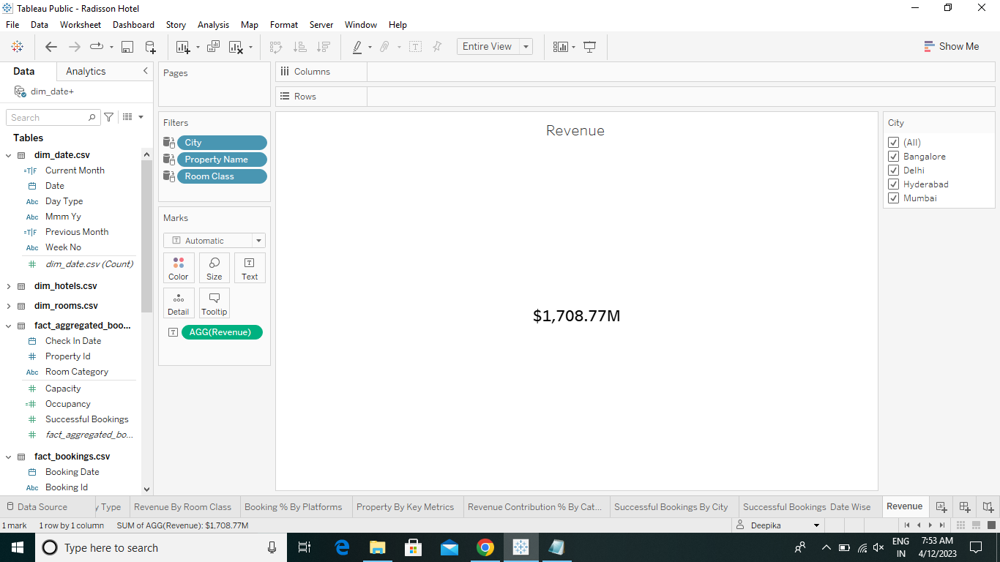 Tableau Public - Radisson Hotel
File Data Worksheet Dashboard Story Analysis Map Format Server Window Help
Entire View
Show Me
Data Analytics
dim_date+
Search
Tables
dim_date.csv
=T|F Current Month
Date
Abc Day Type
Abc Mmm Yy
=T|F Previous Month
Abc Week No
dim_date.csv (Count)
dim_hotels.csv
dim_rooms.csv
fact_aggregated_boo...
Check In Date
Property Id
Abc Room Category
Capacity
Occupancy
Successful Bookings
fact_aggregated_bo...
fact_bookings.csv
Booking Date
Abc Booking Id
Pages
Filters
City
Property Name
Room Class
Marks
Automatic
Color Size Text
Detail Tooltip
AGG(Revenue)
Columns
Rows
Revenue
$1,708.77M
City
(All)
Bangalore
Delhi
Hyderabad
Mumbai
Data Source y Type Revenue By Room Class Booking % By Platforms Property By Key Metrics Revenue Contribution % By Cat... Successful Bookings By City Successful Bookings Date Wise Revenue
1 mark 1 row by 1 column SUM of AGG(Revenue): $1,708.77M Deepika
Type here to search
ENG
IN
7:53 AM
4/12/2023